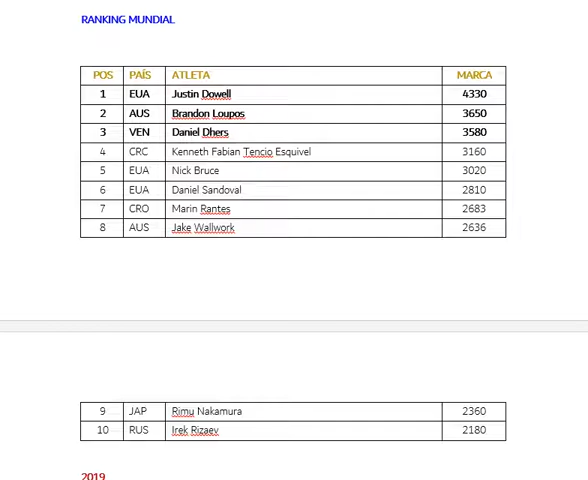 RANKING MUNDIAL
POS PAÍS ATLETA MARCA
1 EUA Justin Dowell 4330
2 AUS Brandon Loupos 3650
3 VEN Daniel Dhers 3580
4 CRC Kenneth Fabian Tencio Esquivel 3160
5 EUA Nick Bruce 3020
6 EUA Daniel Sandoval 2810
7 CRO Marin Rantes 2683
8 AUS Jake Wallwork 2636
9 JAP Rimu Nakamura 2360
10 RUS Irek Rizaev 2180
2019